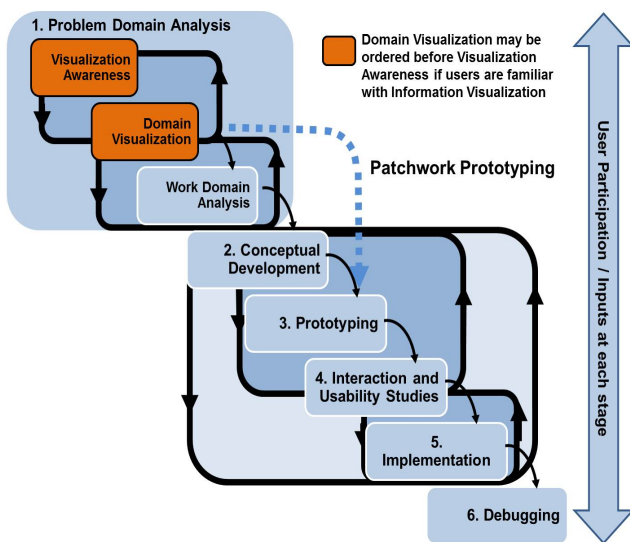 1. Problem Domain Analysis
Visualization
Awareness
Domain
Visualization
Work Domain
Analysis
Domain Visualization may be
ordered before Visualization
Awareness if users are familiar
with Information Visualization
Patchwork Prototyping
2. Conceptual
Development
3. Prototyping
4. Interaction and
Usability Studies
5.
Implementation
6. Debugging
User Participation / Inputs at each stage